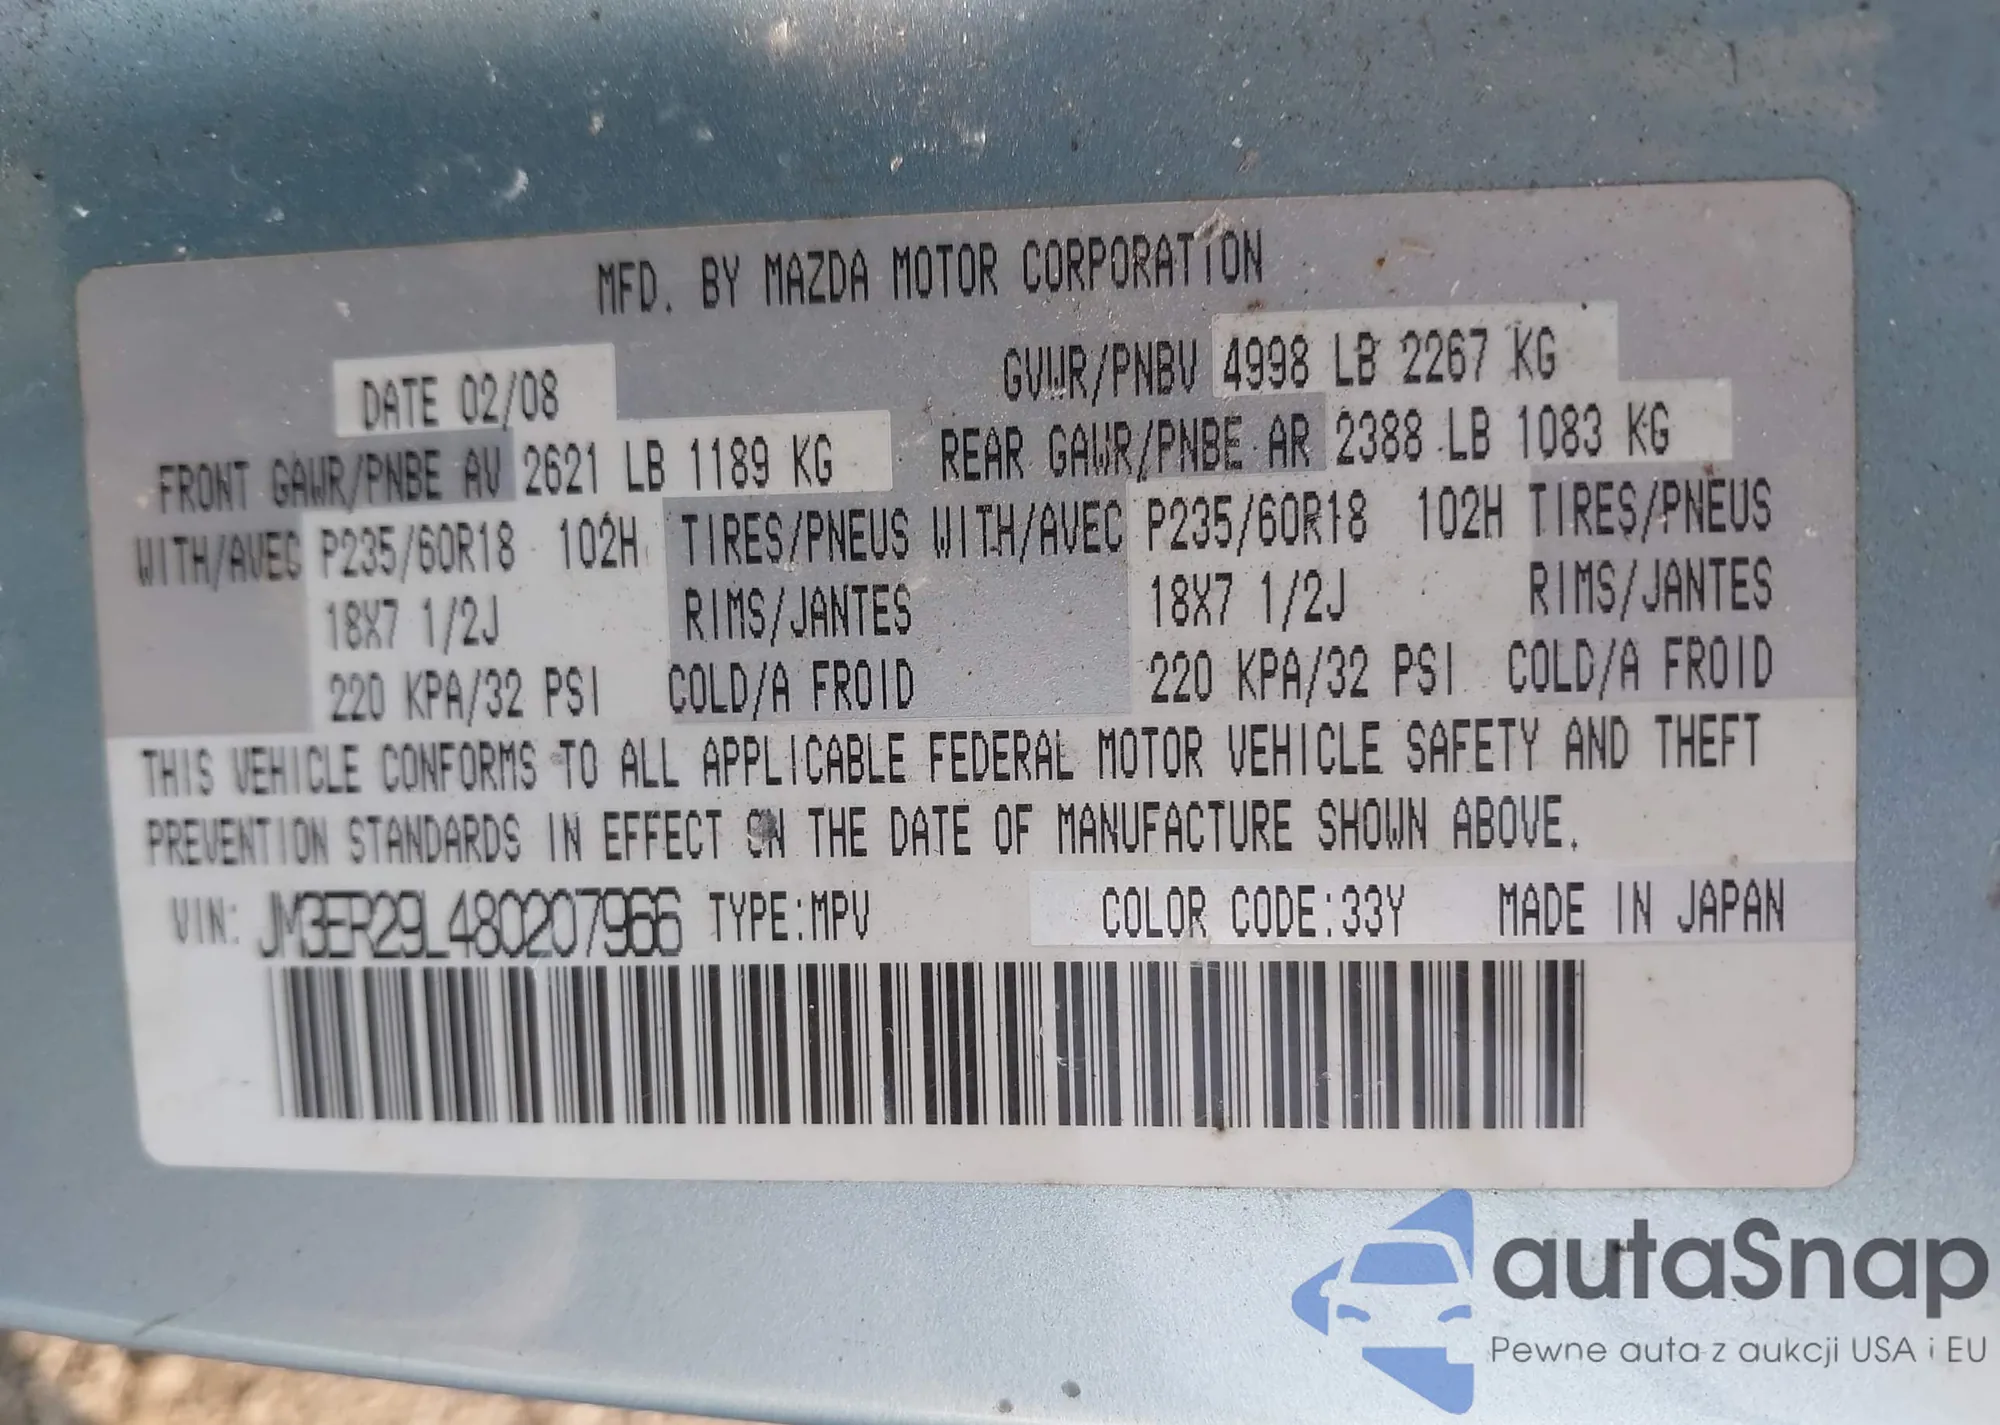 MFD. BY MAZDA MOTOR CORPORATION
DATE 02/08 GVWR/PNBV 4998 LB 2267 KG
FRONT GAWR/PNBE AV 2621 LB 1189 KG REAR GAWR/PNBE AR 2388 LB 1083 KG
WITH/AVEC P235/60R18 102H TIRES/PNEUS WITH/AVEC P235/60R18 102H TIRES/PNEUS
18X7 1/2J RIMS/JANTES 18X7 1/2J RIMS/JANTES
220 KPA/32 PSI COLD/A FROID 220 KPA/32 PSI COLD/A FROID
THIS VEHICLE CONFORMS TO ALL APPLICABLE FEDERAL MOTOR VEHICLE SAFETY AND THEFT
PREVENTION STANDARDS IN EFFECT ON THE DATE OF MANUFACTURE SHOWN ABOVE.
VIN: JM3ER29L480207966 TYPE:MPV COLOR CODE:33Y MADE IN JAPAN
autaSnap
Pewne auta z aukcji USA i EU